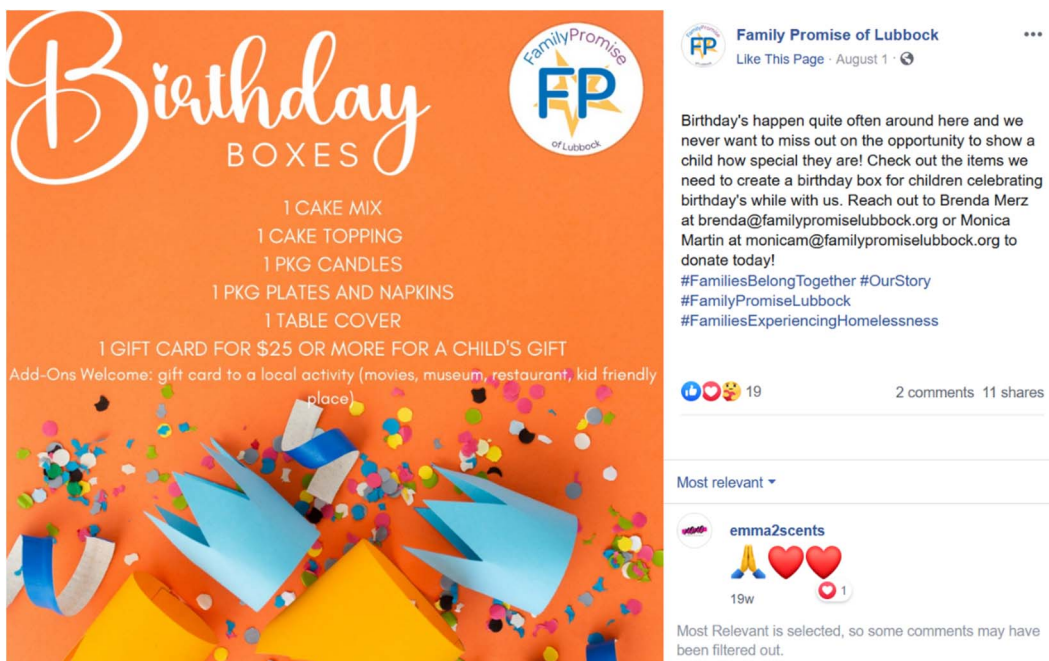 Birthday
BOXES
FamilyPromise
FP
of Lubbock
1 CAKE MIX
1 CAKE TOPPING
1 PKG CANDLES
1 PKG PLATES AND NAPKINS
1 TABLE COVER
1 GIFT CARD FOR $25 OR MORE FOR A CHILD'S GIFT
Add-Ons Welcome: gift card to a local activity (movies, museum, restaurant, kid friendly
place)
FP
Family Promise of Lubbock
Like This Page · August 1 ·
Birthday's happen quite often around here and we
never want to miss out on the opportunity to show a
child how special they are! Check out the items we
need to create a birthday box for children celebrating
birthday's while with us. Reach out to Brenda Merz
at brenda@familypromiselubbock.org or Monica
Martin at monicam@familypromiselubbock.org to
donate today!
#FamiliesBelongTogether #OurStory
#FamilyPromiseLubbock
#FamiliesExperiencingHomelessness
19
2 comments 11 shares
Most relevant
emma2scents
🙏❤️❤️
1
19w
Most Relevant is selected, so some comments may have
been filtered out.